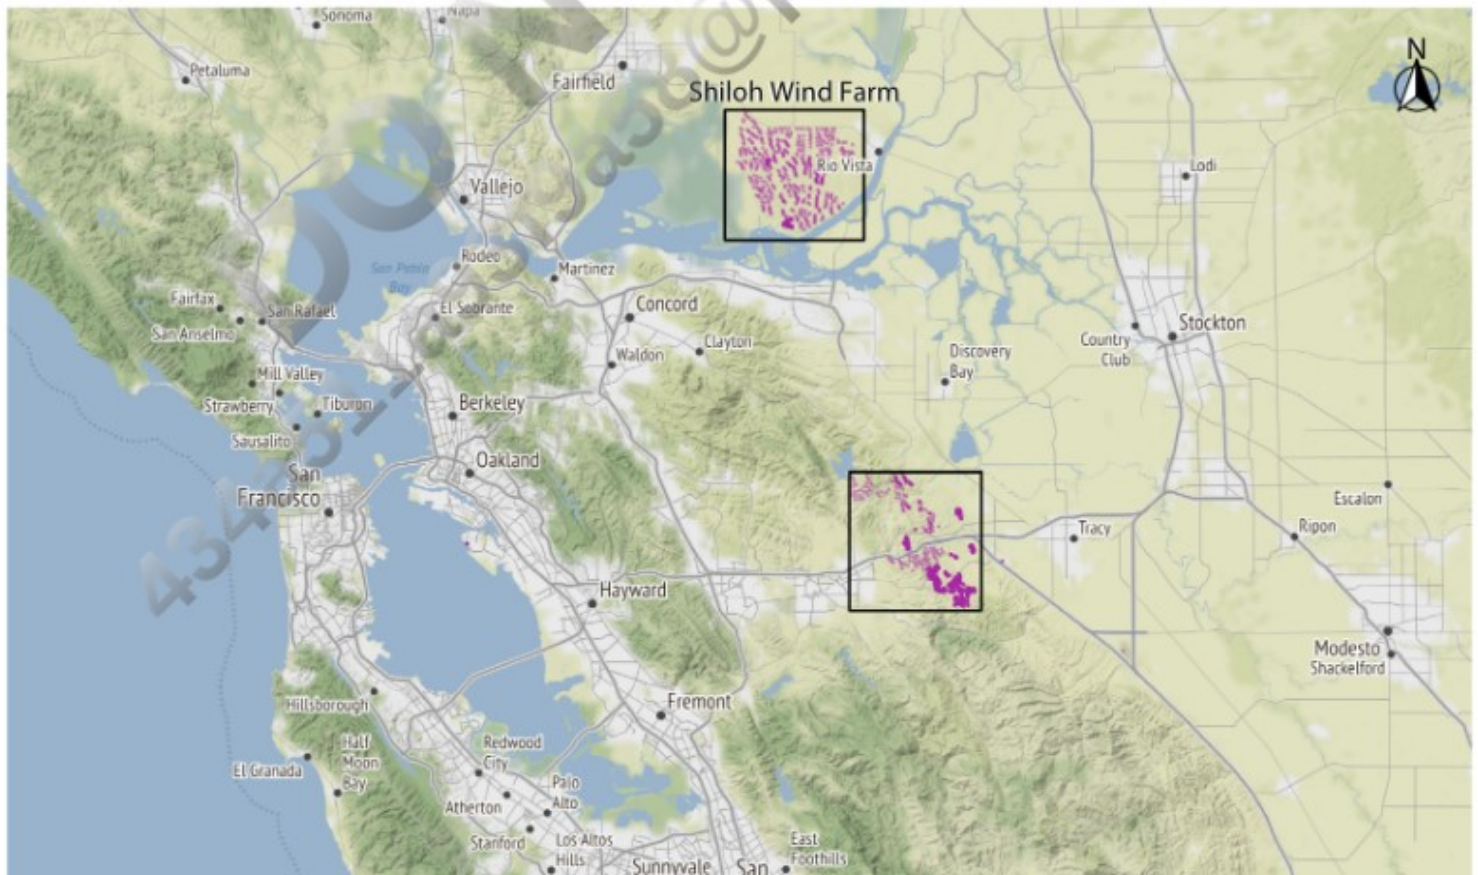 Sonoma
Napa
N
Petaluma
Fairfield
Shiloh Wind Farm
Rio Vista
Lodi
Vallejo
Rodeo
San Pablo
Bay
Martinez
Fairfax
San Rafael
El Sobrante
Concord
San Anselmo
Stockton
Country
Club
Clayton
Waldon
Discovery
Bay
Mill Valley
Strawberry
Tiburon
Berkeley
Sausalito
Oakland
San
Francisco
Escalon
Tracy
Ripon
Hayward
Modesto
Shackelford
Fremont
Hillsborough
Half
Moon
Bay
El Granada
Redwood
City
Palo
Alto
Atherton
Stanford
Los Altos
Hills
East
Foothills
Sunnyvale
San